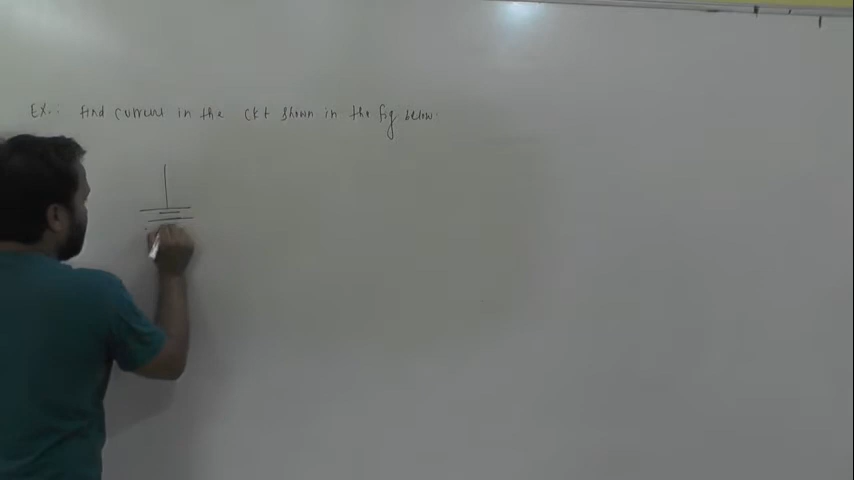 Ex.: find current in the ckt shown in the fig below.